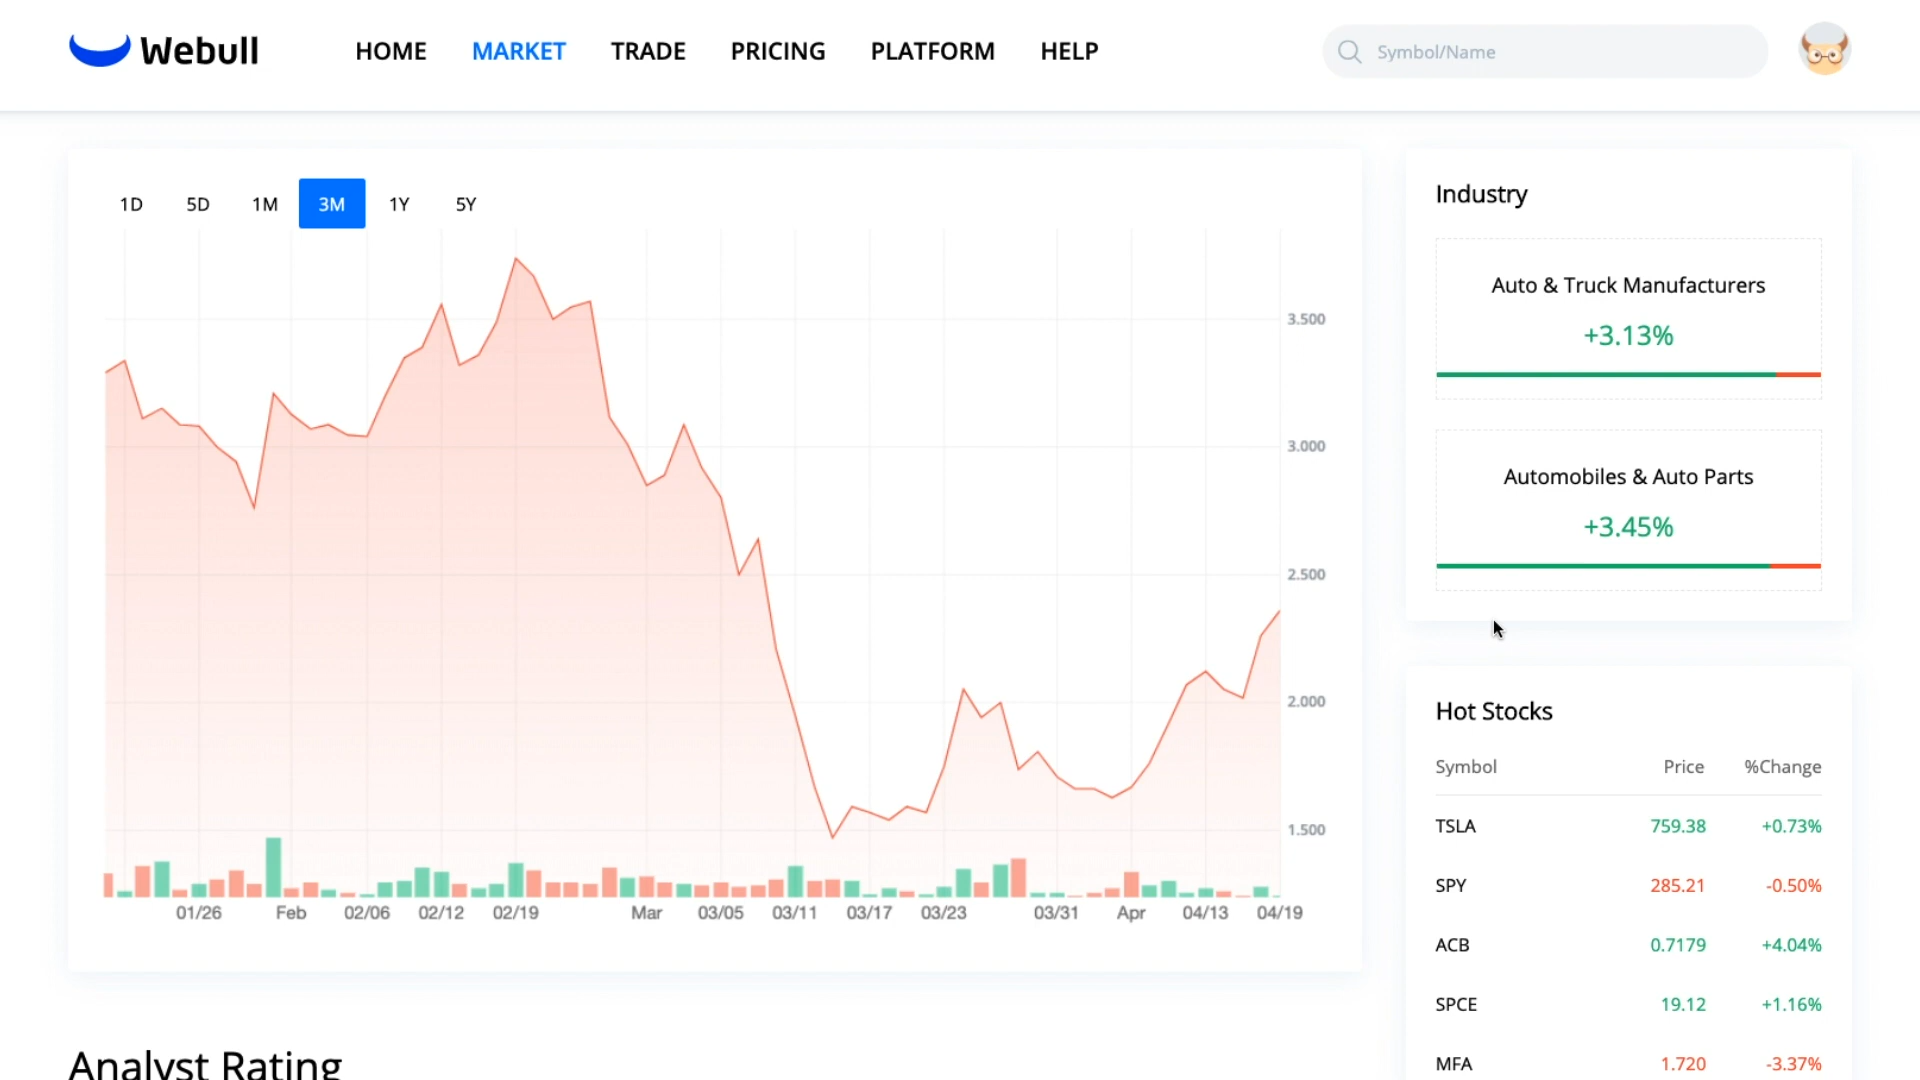 Webull
HOME MARKET TRADE PRICING PLATFORM HELP
Symbol/Name
1D 5D 1M 3M 1Y 5Y
3.500
3.000
2.500
2.000
1.500
01/26 Feb 02/06 02/12 02/19 Mar 03/05 03/11 03/17 03/23 03/31 Apr 04/13 04/19
Analyst Rating
Industry
Auto & Truck Manufacturers
+3.13%
Automobiles & Auto Parts
+3.45%
Hot Stocks
Symbol Price %Change
TSLA 759.38 +0.73%
SPY 285.21 -0.50%
ACB 0.7179 +4.04%
SPCE 19.12 +1.16%
MFA 1.720 -3.37%